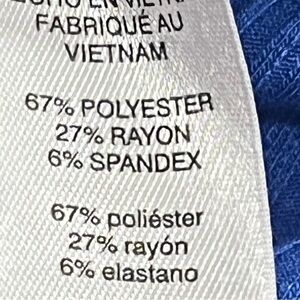 FABRIQUÉ AU
VIETNAM
67% POLYESTER
27% RAYON
6% SPANDEX
67% poliéster
27% rayón
6% elastano